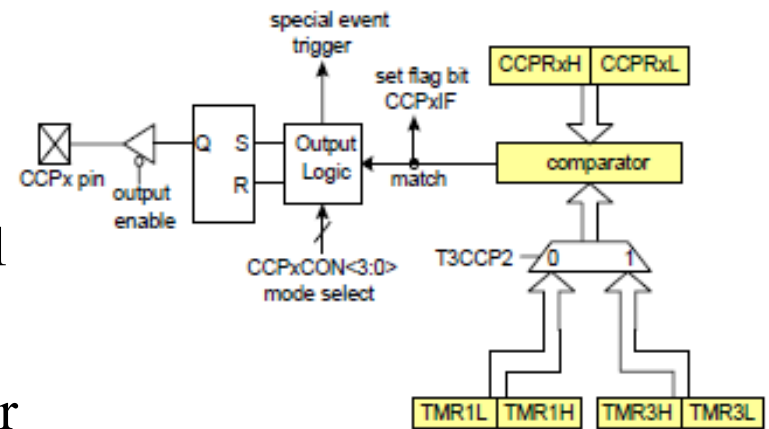 special event
trigger
set flag bit
CCPxIF
CCPRxH CCPRxL
Q S
R
Output
Logic
comparator
match
CCPx pin
output
enable
CCPxCON<3:0>
mode select
T3CCP2
0 1
l
r
TMR1L TMR1H TMR3H TMR3L